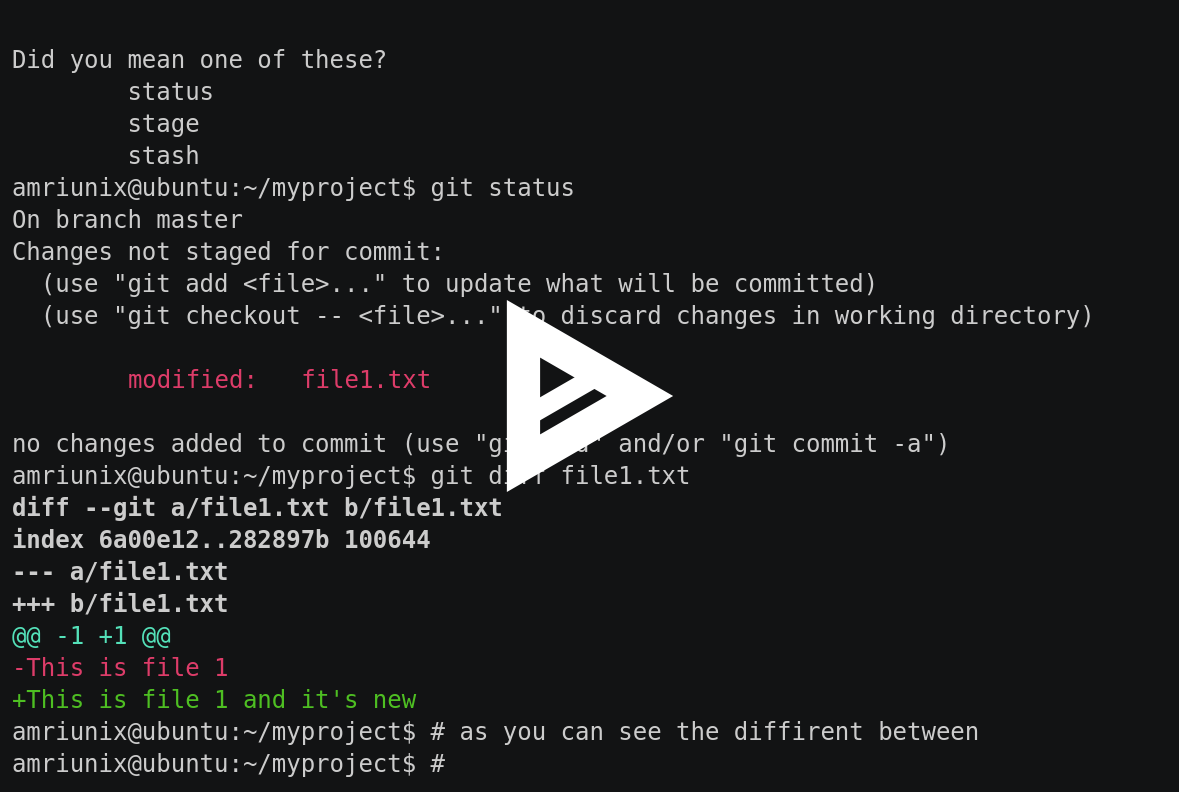 Did you mean one of these?
status
stage
stash
amriunix@ubuntu:~/myproject$ git status
On branch master
Changes not staged for commit:
(use "git add <file>..." to update what will be committed)
(use "git checkout -- <file>..." to discard changes in working directory)
modified:   file1.txt
no changes added to commit (use "git and/or "git commit -a")
amriunix@ubuntu:~/myproject$ git diff file1.txt
diff --git a/file1.txt b/file1.txt
index 6a00e12..282897b 100644
--- a/file1.txt
+++ b/file1.txt
@@ -1 +1 @@
-This is file 1
+This is file 1 and it's new
amriunix@ubuntu:~/myproject$ # as you can see the diffirent between
amriunix@ubuntu:~/myproject$ #